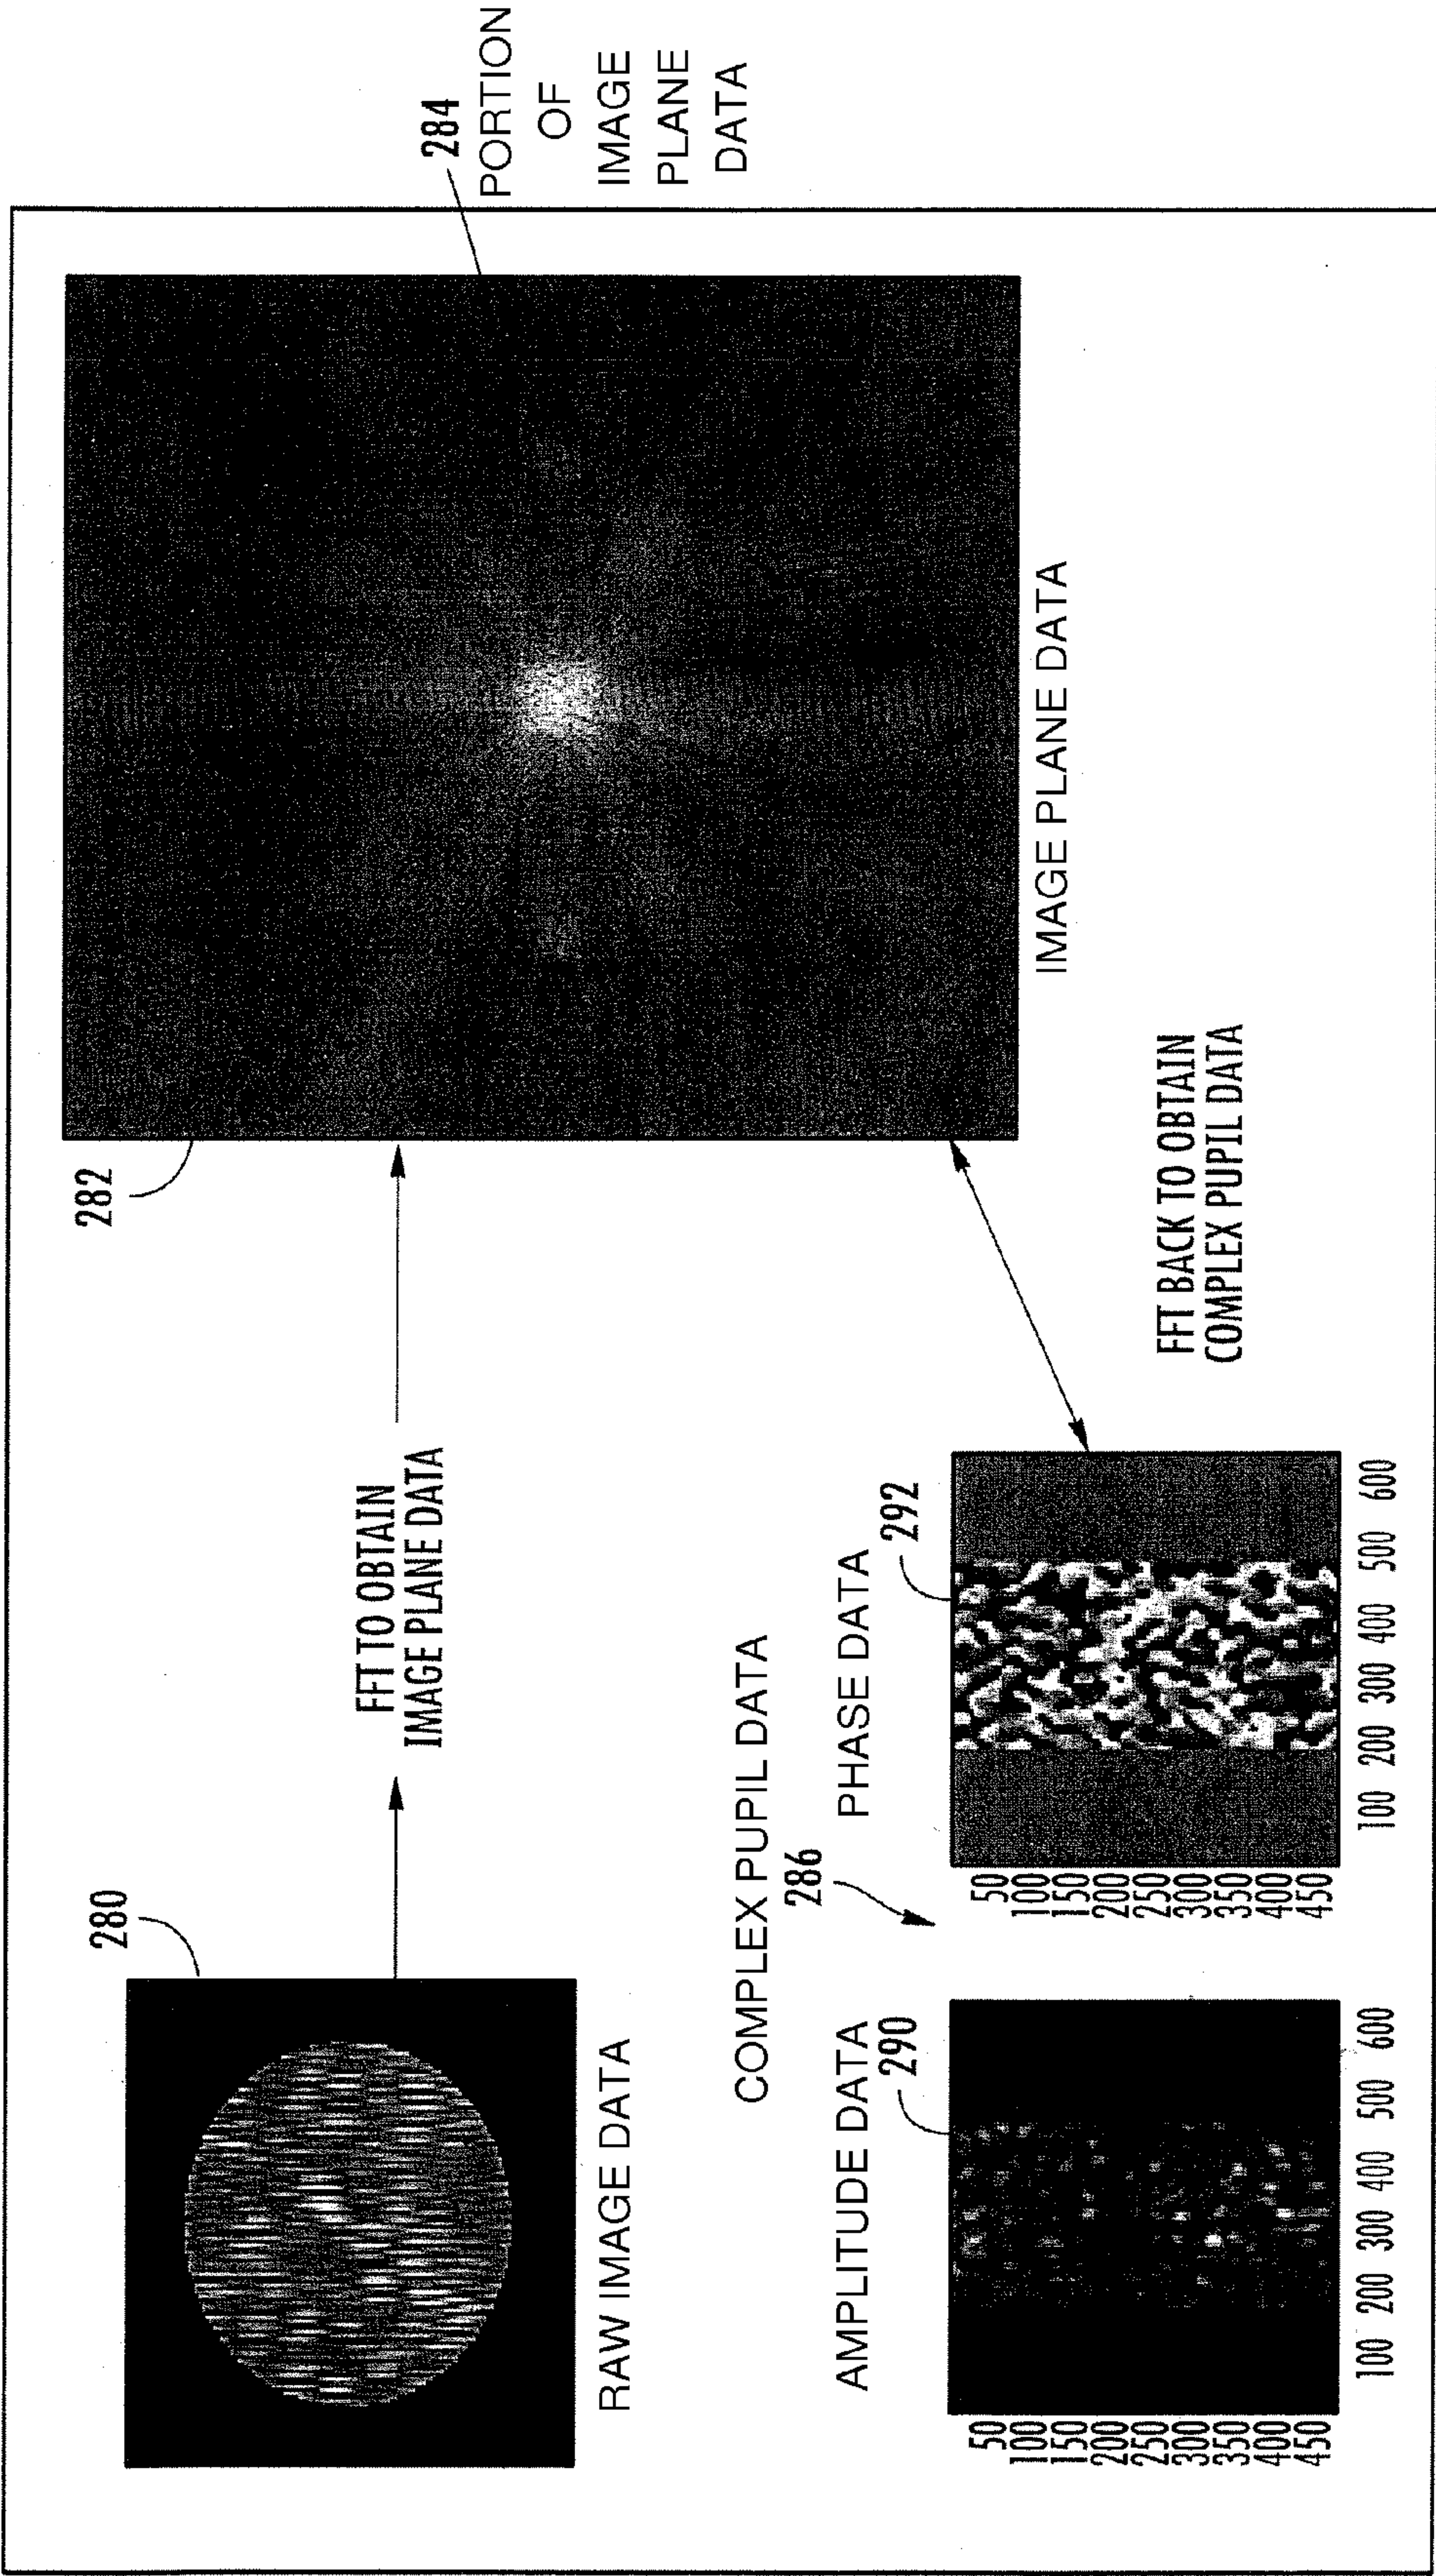 280
RAW IMAGE DATA
FFT TO OBTAIN
IMAGE PLANE DATA
282
284
PORTION
OF
IMAGE
PLANE
DATA
IMAGE PLANE DATA
COMPLEX PUPIL DATA
286
AMPLITUDE DATA
290
50
100
150
200
250
300
350
400
450
100 200 300 400 500 600
PHASE DATA
292
50
100
150
200
250
300
350
400
450
100 200 300 400 500 600
FFT BACK TO OBTAIN
COMPLEX PUPIL DATA